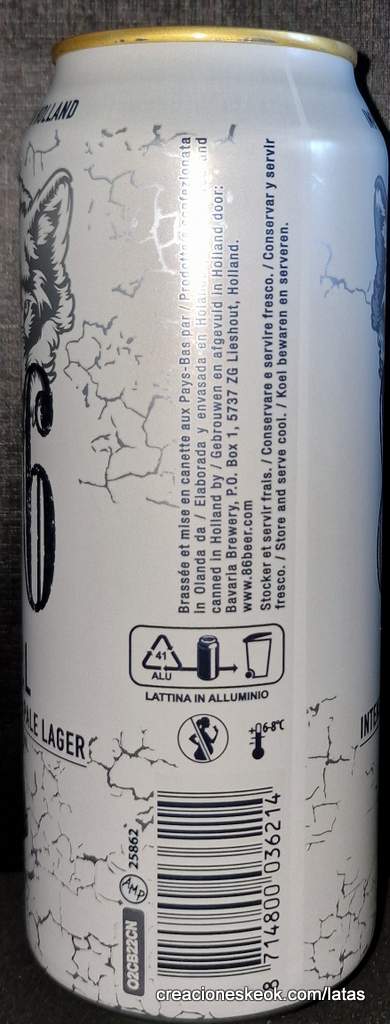 HOLLAND
6
L
PALE LAGER
Brassée et mise en canette aux Pays-Bas par / Prodotta e confezionata
in Olanda da / Elaborada y envasada en Holanda and
canned in Holland by / Gebrouwen en afgevuld in Holland door:
Bavaria Brewery, P.O. Box 1, 5737 ZG Lieshout, Holland.
www.86beer.com
Stocker et servir frais. / Conservare e servire fresco. / Conservar y servir
fresco. / Store and serve cool. / Koel bewaren en serveren.
41
ALU
LATTINA IN ALLUMINIO
+06-8°C
INTE
25862
AMP
02CB22CN
8 714800 036214
creacioneskeok.com/latas